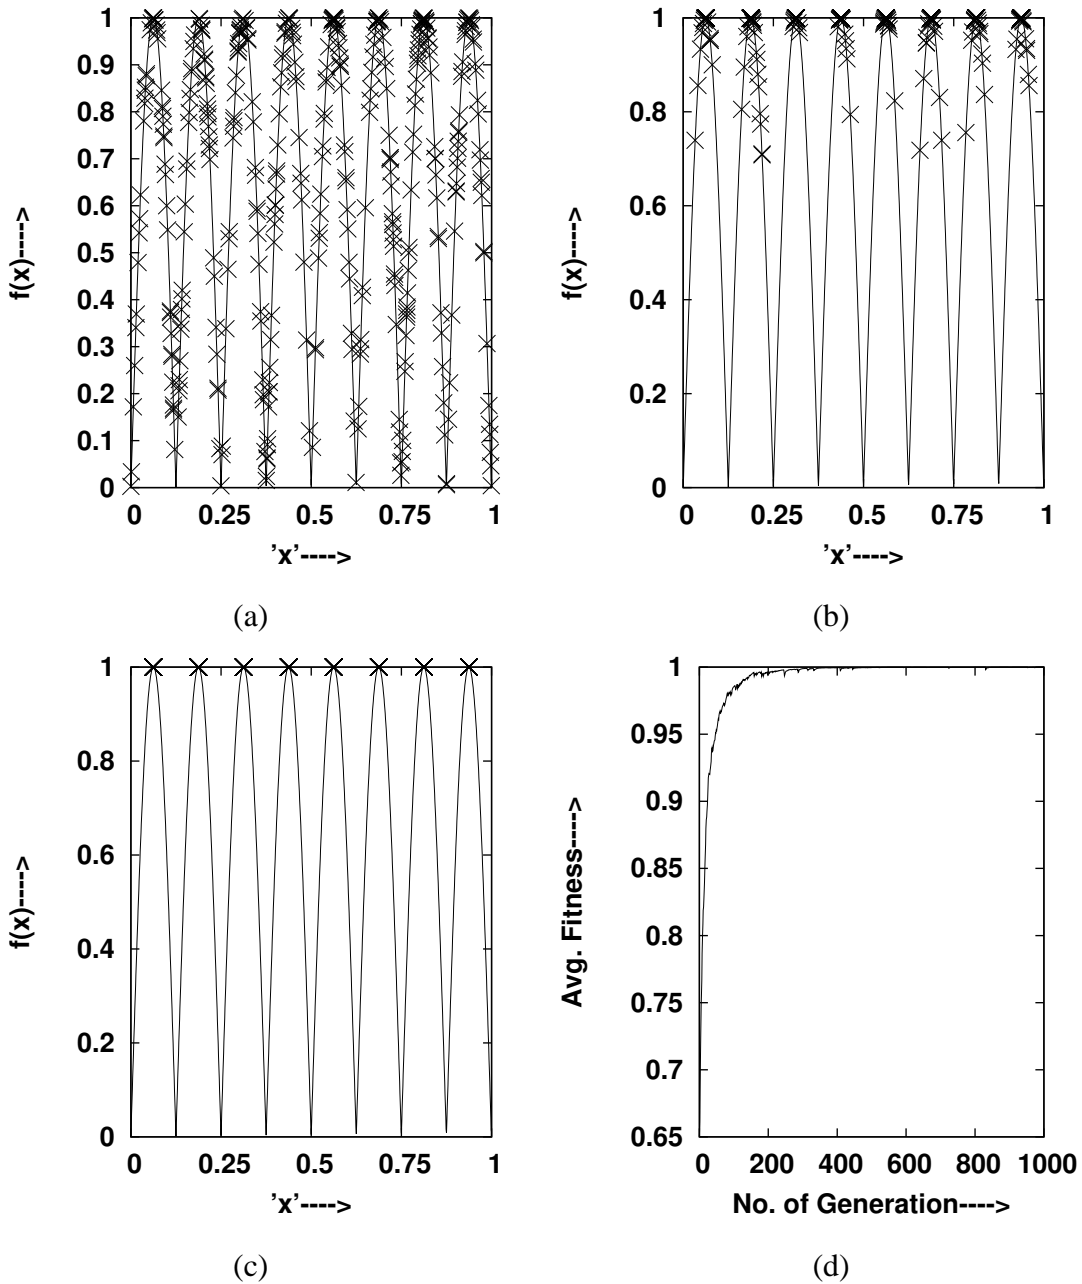 1
0.9
0.8
0.7
0.6
0.5
0.4
0.3
0.2
0.1
0
f(x)---->
0 0.25 0.5 0.75 1
'x'---->
(a)
1
0.8
0.6
0.4
0.2
0
f(x)---->
0 0.25 0.5 0.75 1
'x'---->
(b)
1
0.8
0.6
0.4
0.2
0
f(x)---->
0 0.25 0.5 0.75 1
'x'---->
(c)
1
0.95
0.9
0.85
0.8
0.75
0.7
0.65
Avg. Fitness---->
0 200 400 600 800 1000
No. of Generation---->
(d)